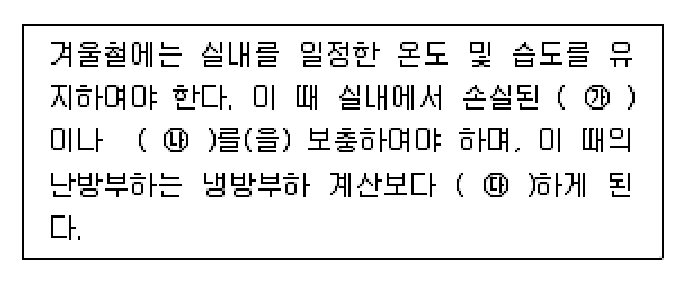 겨울철에는 실내를 일정한 온도 및 습도를 유
지하여야 한다. 이 때 실내에서 손실된 ( ㉮ )
이나 ( ㉯ )를(을) 보충하여야 하며, 이 때의
난방부하는 냉방부하 계산보다 ( ㉰ )하게 된
다.